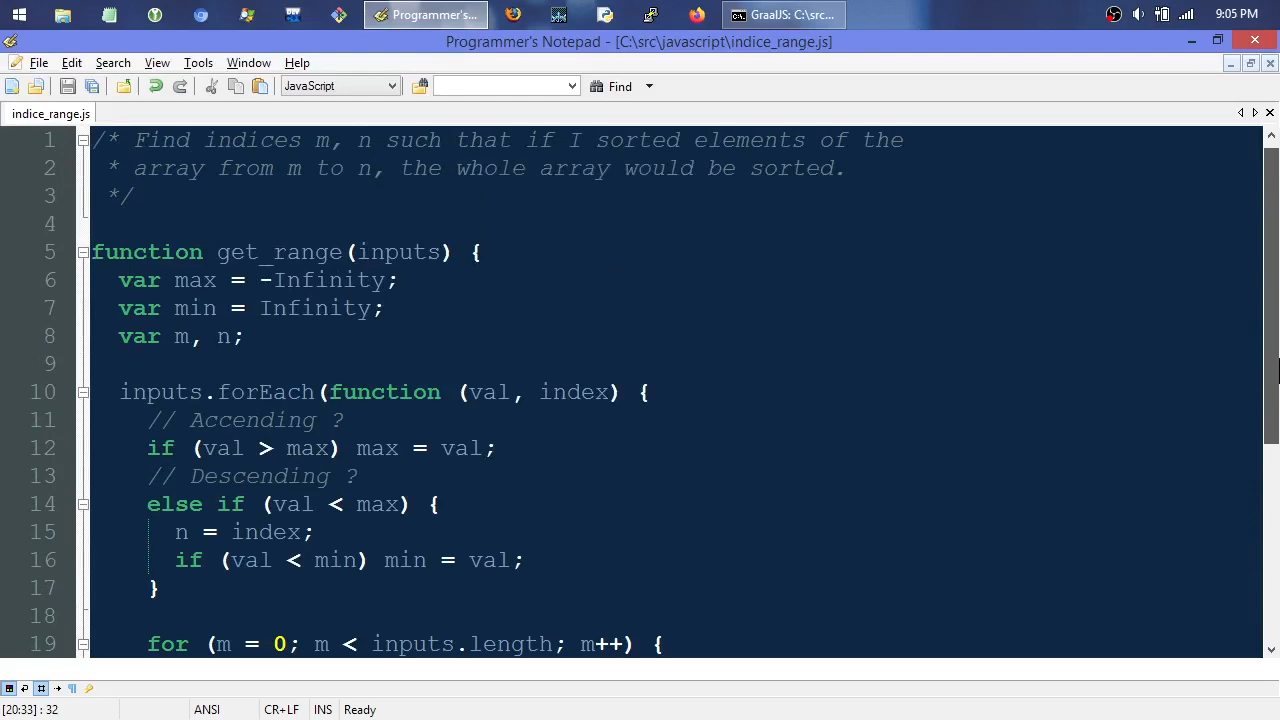 Programmer's...
GraalJS: C:\src...
9:05 PM
Programmer's Notepad - [C:\src\javascript\indice_range.js]
File Edit Search View Tools Window Help
JavaScript Find
indice_range.js
1 /* Find indices m, n such that if I sorted elements of the
2 * array from m to n, the whole array would be sorted.
3 */
4
5 function get_range(inputs) {
6 var max = -Infinity;
7 var min = Infinity;
8 var m, n;
9
10 inputs.forEach(function (val, index) {
11 // Accending ?
12 if (val > max) max = val;
13 // Descending ?
14 else if (val < max) {
15 n = index;
16 if (val < min) min = val;
17 }
18
19 for (m = 0; m < inputs.length; m++) {
[20:33] : 32 ANSI CR+LF INS Ready